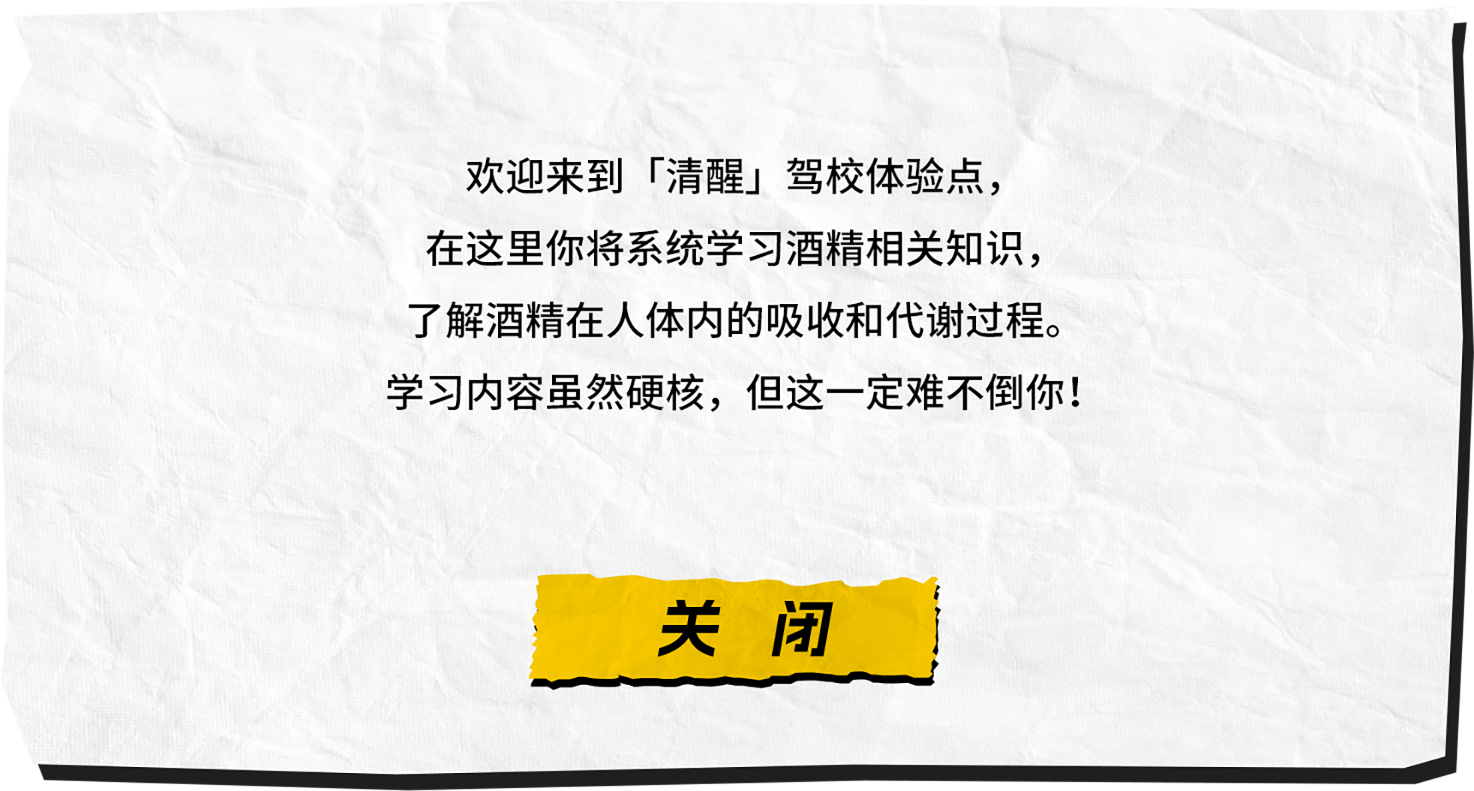 欢迎来到「清醒」驾校体验点，
在这里你将系统学习酒精相关知识，
了解酒精在人体内的吸收和代谢过程。
学习内容虽然硬核，但这一定难不倒你！
关 闭